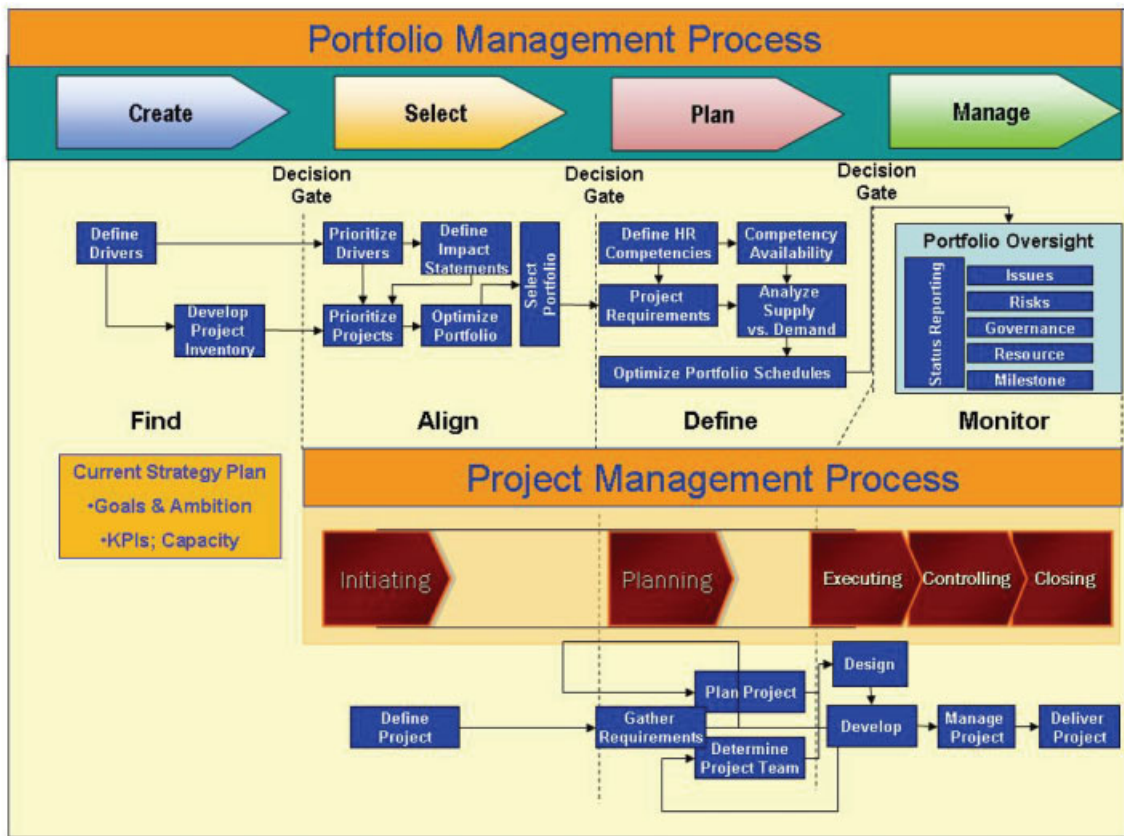 Portfolio Management Process
Create
Select
Plan
Manage
Decision
Gate
Decision
Gate
Decision
Gate
Define
Drivers
Develop
Project
Inventory
Prioritize
Drivers
Define
Impact
Statements
Prioritize
Projects
Optimize
Portfolio
Select
Portfolio
Define HR
Competencies
Competency
Availability
Project
Requirements
Analyze
Supply
vs. Demand
Optimize Portfolio Schedules
Portfolio Oversight
Status Reporting
Issues
Risks
Governance
Resource
Milestone
Find
Align
Define
Monitor
Current Strategy Plan
•Goals & Ambition
•KPIs; Capacity
Project Management Process
Initiating
Planning
Executing
Controlling
Closing
Define
Project
Gather
Requirements
Plan Project
Determine
Project Team
Design
Develop
Manage
Project
Deliver
Project